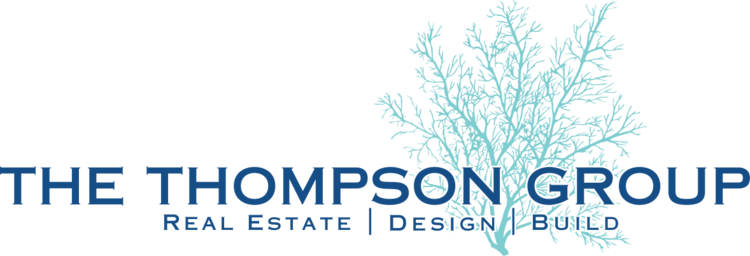 THE THOMPSON GROUP
REAL ESTATE | DESIGN | BUILD